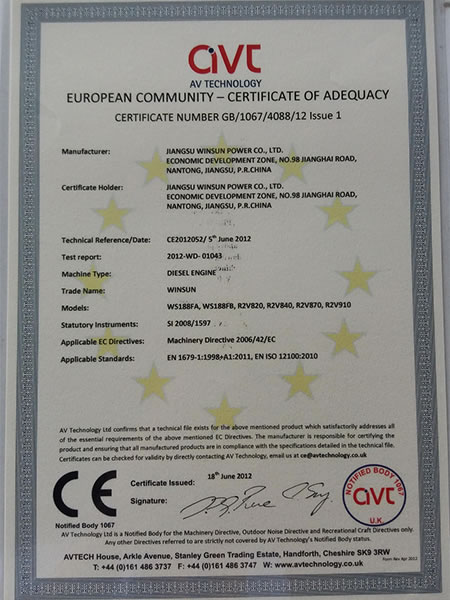 avt
AV TECHNOLOGY
EUROPEAN COMMUNITY – CERTIFICATE OF ADEQUACY
CERTIFICATE NUMBER GB/1067/4088/12 Issue 1
Manufacturer: JIANGSU WINSUN POWER CO., LTD.
ECONOMIC DEVELOPMENT ZONE, NO.98 JIANGHAI ROAD,
NANTONG, JIANGSU, P.R.CHINA
Certificate Holder: JIANGSU WINSUN POWER CO., LTD.
ECONOMIC DEVELOPMENT ZONE, NO.98 JIANGHAI ROAD,
NANTONG, JIANGSU, P.R.CHINA
Technical Reference/Date: CE2012052/ 5th June 2012
Test report: 2012-WD- 01043
Machine Type: DIESEL ENGINE
Trade Name: WINSUN
Models: WS188FA, WS188FB, R2V820, R2V840, R2V870, R2V910
Statutory Instruments: SI 2008/1597
Applicable EC Directives: Machinery Directive 2006/42/EC
Applicable Standards: EN 1679-1:1998+A1:2011, EN ISO 12100:2010
AV Technology Ltd confirms that a technical file exists for the above mentioned product which satisfactorily addresses all
of the essential requirements of the above mentioned EC Directives. The manufacturer is responsible for certifying the
product and ensuring that all manufactured products are in compliance with the specifications detailed in the technical file.
Certificates can be checked for validity by directly contacting AV Technology, email us at ce@avtechnology.co.uk
CE
Certificate Issued: 18th June 2012
Signature:
NOTIFIED BODY 1067
avt
U.K.
Notified Body 1067
AV Technology Ltd is a Notified Body for the Machinery Directive, Outdoor Noise Directive and Recreational Craft Directives only.
Any other Directives referred to are strictly not covered by AV Technology's Notified Body status.
AVTECH House, Arkle Avenue, Stanley Green Trading Estate, Handforth, Cheshire SK9 3RW
T: +44 (0)161 486 3737 F: +44 (0)161 486 3747 W: www.avtechnology.co.uk
Form Rev Apr 2012